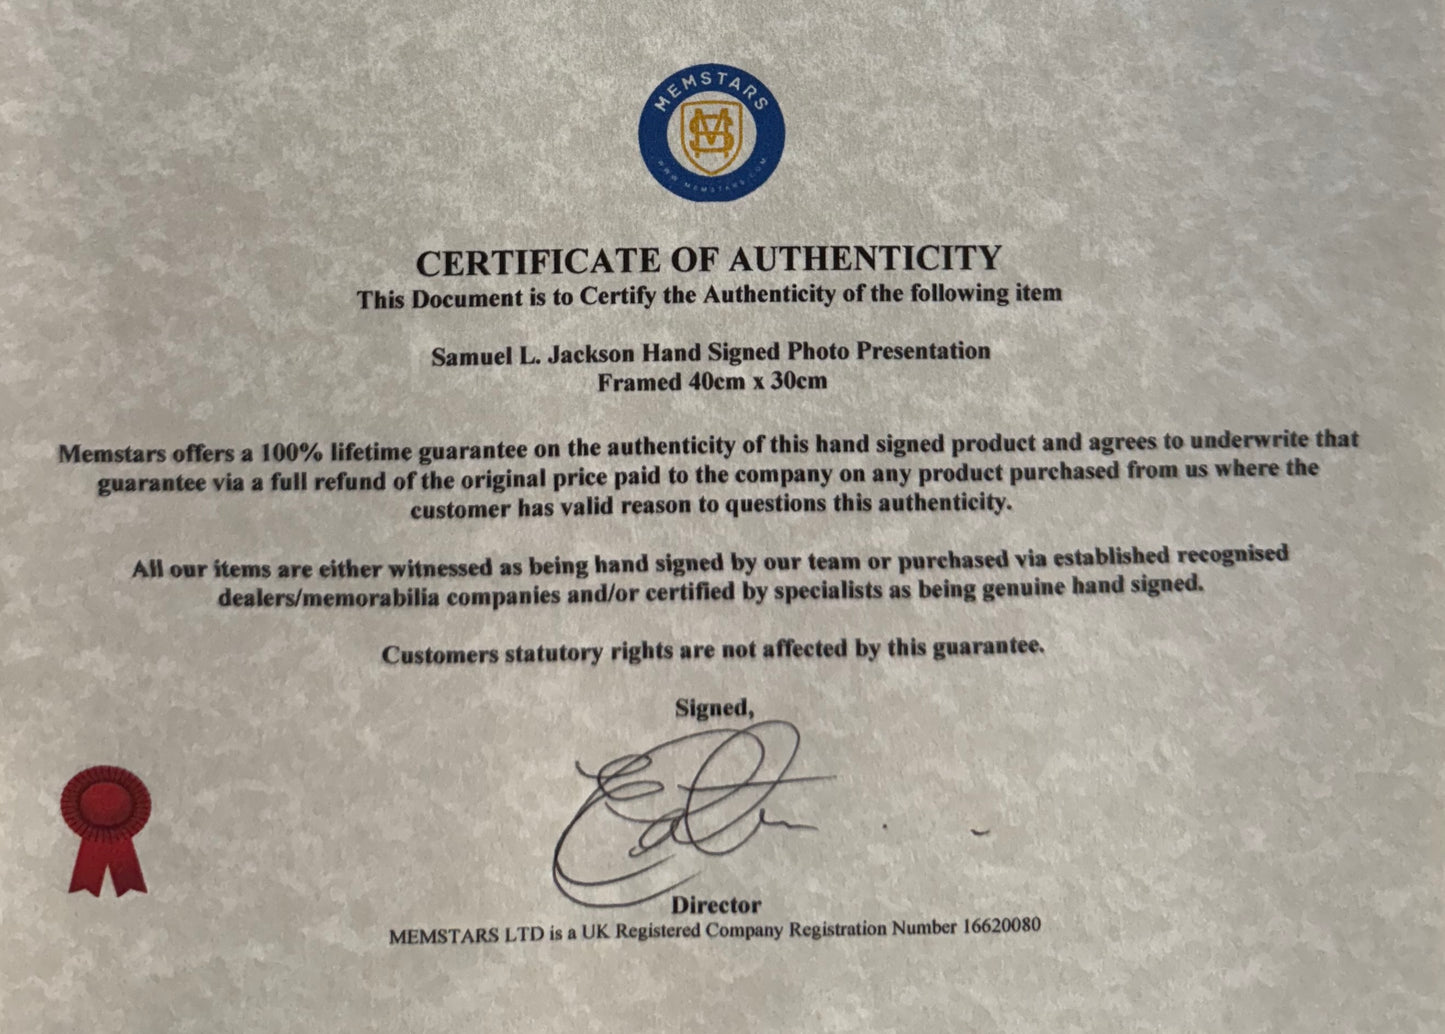 MEMSTARS
WWW.MEMSTARS.COM
CERTIFICATE OF AUTHENTICITY
This Document is to Certify the Authenticity of the following item
Samuel L. Jackson Hand Signed Photo Presentation
Framed 40cm x 30cm
Memstars offers a 100% lifetime guarantee on the authenticity of this hand signed product and agrees to underwrite that
guarantee via a full refund of the original price paid to the company on any product purchased from us where the
customer has valid reason to questions this authenticity.
All our items are either witnessed as being hand signed by our team or purchased via established recognised
dealers/memorabilia companies and/or certified by specialists as being genuine hand signed.
Customers statutory rights are not affected by this guarantee.
Signed,
Director
MEMSTARS LTD is a UK Registered Company Registration Number 16620080